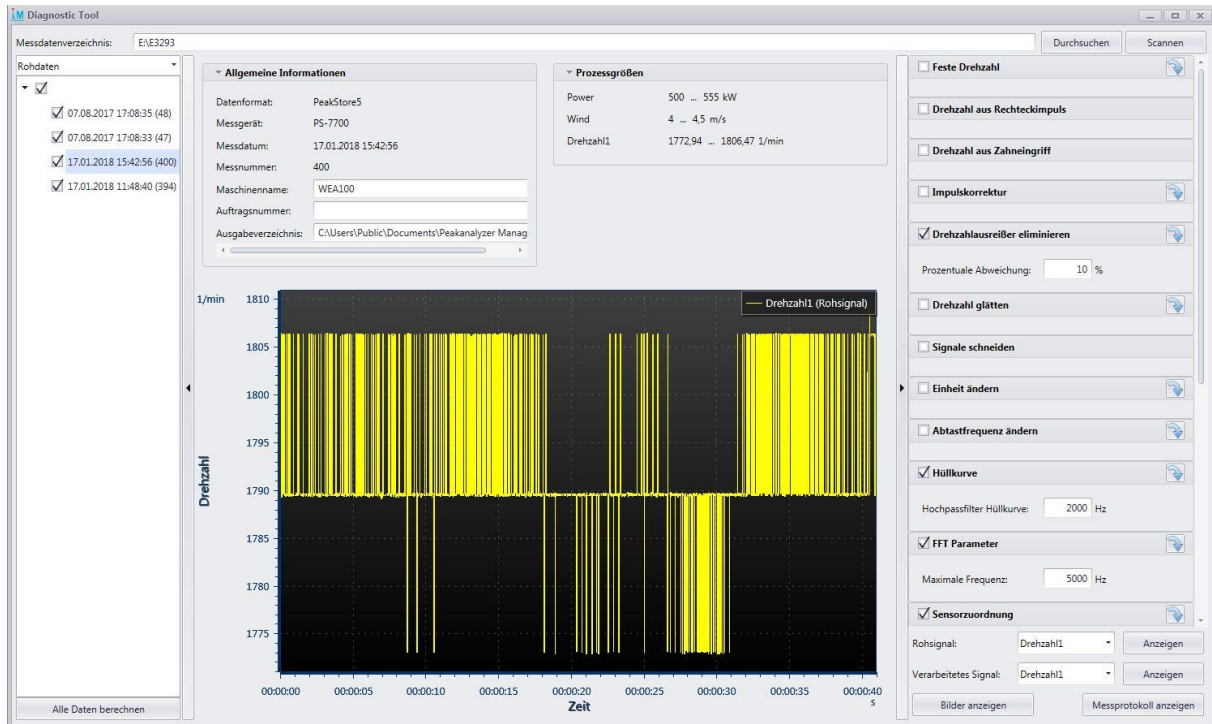 Diagnostic Tool
Messdatenverzeichnis: E:\E3293 Durchsuchen Scannen
Rohdaten
07.08.2017 17:08:35 (48)
07.08.2017 17:08:33 (47)
17.01.2018 15:42:56 (400)
17.01.2018 11:48:40 (394)
Alle Daten berechnen
Allgemeine Informationen
Datenformat: PeakStore5
Messgerät: PS-7700
Messdatum: 17.01.2018 15:42:56
Messnummer: 400
Maschinenname: WEA100
Auftragsnummer:
Ausgabeverzeichnis: C:\Users\Public\Documents\Peakanalyzer Manag
Prozessgrößen
Power 500 ... 555 kW
Wind 4 ... 4,5 m/s
Drehzahl1 1772,94 ... 1806,47 1/min
1/min
Drehzahl1 (Rohsignal)
1810
1805
1800
1795
1790
1785
1780
1775
Drehzahl
00:00:00 00:00:05 00:00:10 00:00:15 00:00:20 00:00:25 00:00:30 00:00:35 00:00:40
Zeit
s
Feste Drehzahl
Drehzahl aus Rechteckimpuls
Drehzahl aus Zahneingriff
Impulskorrektur
Drehzahlausreißer eliminieren
Prozentuale Abweichung: 10 %
Drehzahl glätten
Signale schneiden
Einheit ändern
Abtastfrequenz ändern
Hüllkurve
Hochpassfilter Hüllkurve: 2000 Hz
FFT Parameter
Maximale Frequenz: 5000 Hz
Sensorzuordnung
Rohsignal: Drehzahl1 Anzeigen
Verarbeitetes Signal: Drehzahl1 Anzeigen
Bilder anzeigen Messprotokoll anzeigen